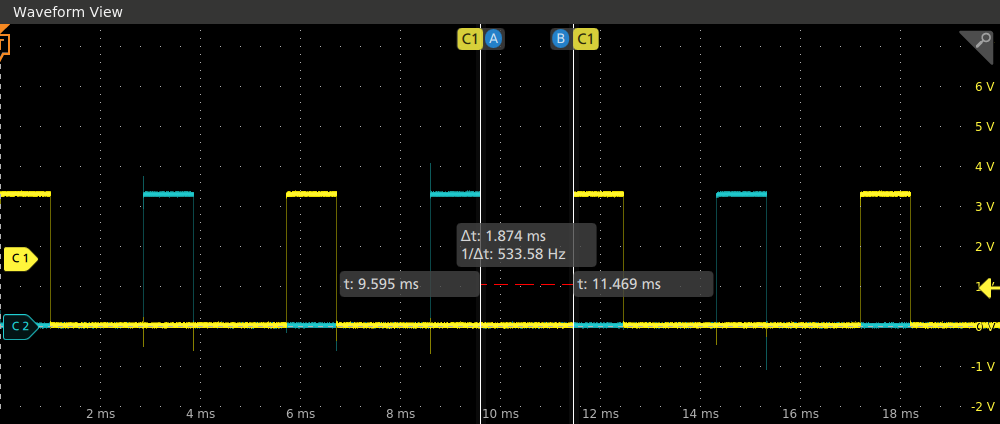 Waveform View
T
C1 A
B C1
6 V
5 V
4 V
3 V
2 V
1 V
0 V
-1 V
-2 V
C 1
C 2
Δt: 1.874 ms
1/Δt: 533.58 Hz
t: 9.595 ms
t: 11.469 ms
2 ms
4 ms
6 ms
8 ms
10 ms
12 ms
14 ms
16 ms
18 ms